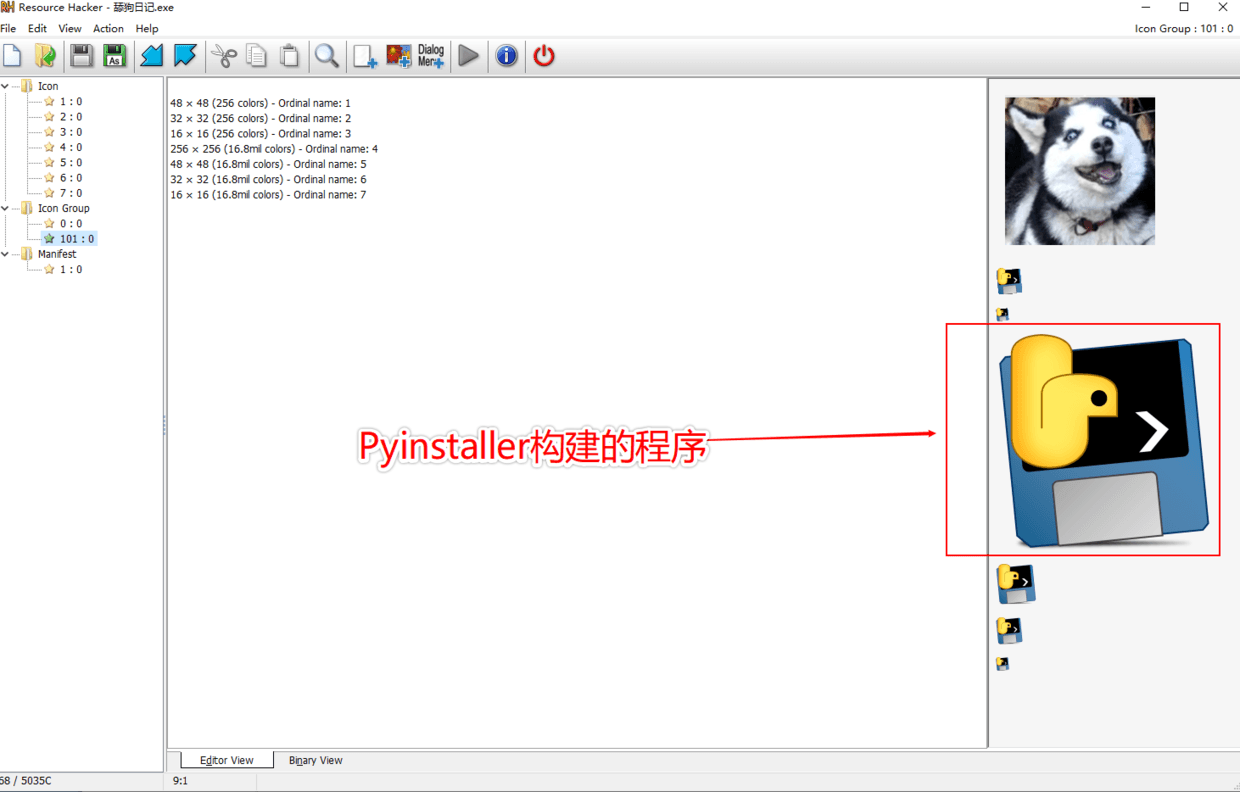 RH Resource Hacker - 舔狗日记.exe
File Edit View Action Help
Icon Group : 101 : 0
As
Dialog
Menu
Icon
1 : 0
2 : 0
3 : 0
4 : 0
5 : 0
6 : 0
7 : 0
Icon Group
0 : 0
101 : 0
Manifest
1 : 0
48 × 48 (256 colors) - Ordinal name: 1
32 × 32 (256 colors) - Ordinal name: 2
16 × 16 (256 colors) - Ordinal name: 3
256 × 256 (16.8mil colors) - Ordinal name: 4
48 × 48 (16.8mil colors) - Ordinal name: 5
32 × 32 (16.8mil colors) - Ordinal name: 6
16 × 16 (16.8mil colors) - Ordinal name: 7
Pyinstaller构建的程序
Editor View Binary View
68 / 5035C 9:1